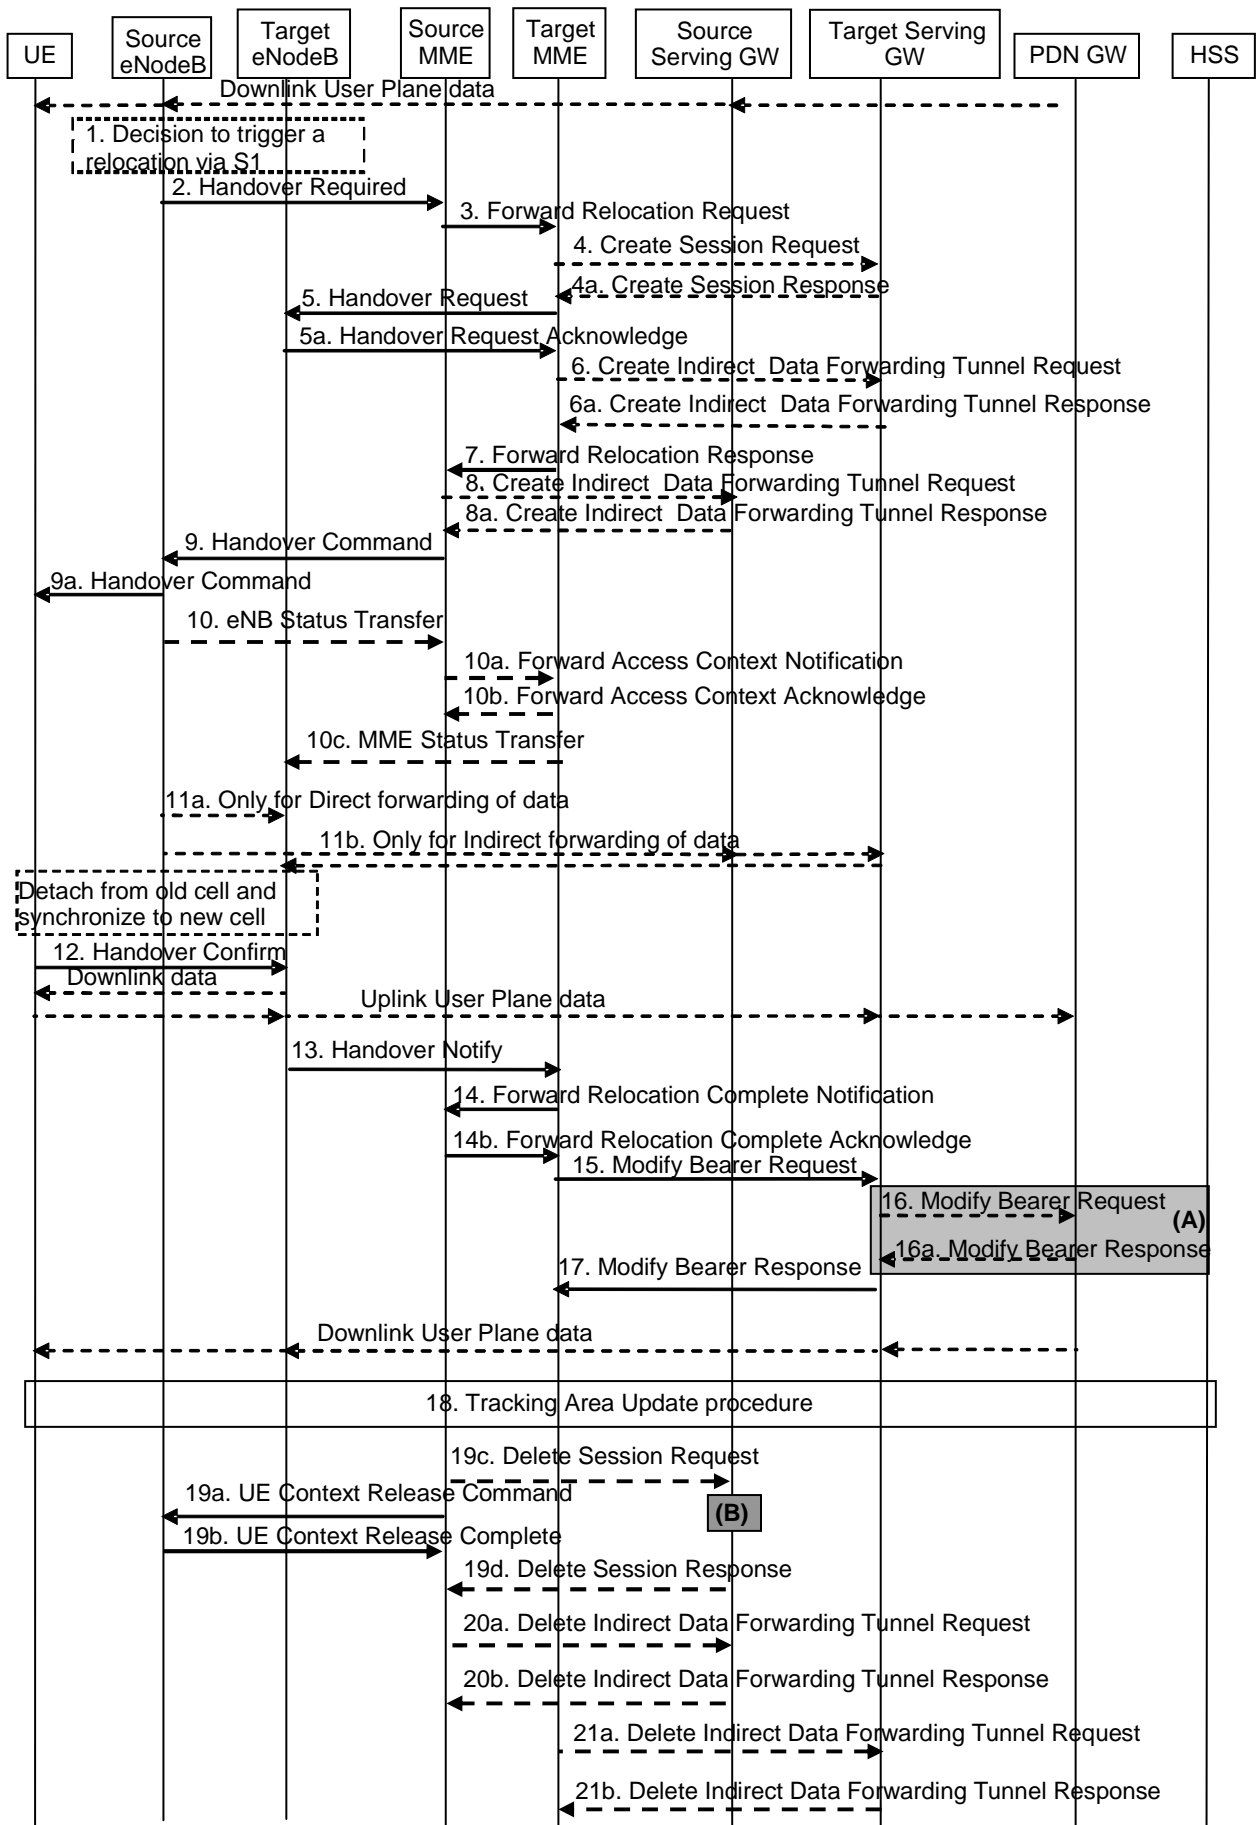 UE
Source
eNodeB
Target
eNodeB
Source
MME
Target
MME
Source
Serving GW
Target Serving
GW
PDN GW
HSS
Downlink User Plane data
1. Decision to trigger a
relocation via S1
2. Handover Required
3. Forward Relocation Request
4. Create Session Request
4a. Create Session Response
5. Handover Request
5a. Handover Request Acknowledge
6. Create Indirect Data Forwarding Tunnel Request
6a. Create Indirect Data Forwarding Tunnel Response
7. Forward Relocation Response
8. Create Indirect Data Forwarding Tunnel Request
8a. Create Indirect Data Forwarding Tunnel Response
9. Handover Command
9a. Handover Command
10. eNB Status Transfer
10a. Forward Access Context Notification
10b. Forward Access Context Acknowledge
10c. MME Status Transfer
11a. Only for Direct forwarding of data
11b. Only for Indirect forwarding of data
Detach from old cell and
synchronize to new cell
12. Handover Confirm
Downlink data
Uplink User Plane data
13. Handover Notify
14. Forward Relocation Complete Notification
14b. Forward Relocation Complete Acknowledge
15. Modify Bearer Request
16. Modify Bearer Request
(A)
16a. Modify Bearer Response
17. Modify Bearer Response
Downlink User Plane data
18. Tracking Area Update procedure
19c. Delete Session Request
19a. UE Context Release Command
(B)
19b. UE Context Release Complete
19d. Delete Session Response
20a. Delete Indirect Data Forwarding Tunnel Request
20b. Delete Indirect Data Forwarding Tunnel Response
21a. Delete Indirect Data Forwarding Tunnel Request
21b. Delete Indirect Data Forwarding Tunnel Response